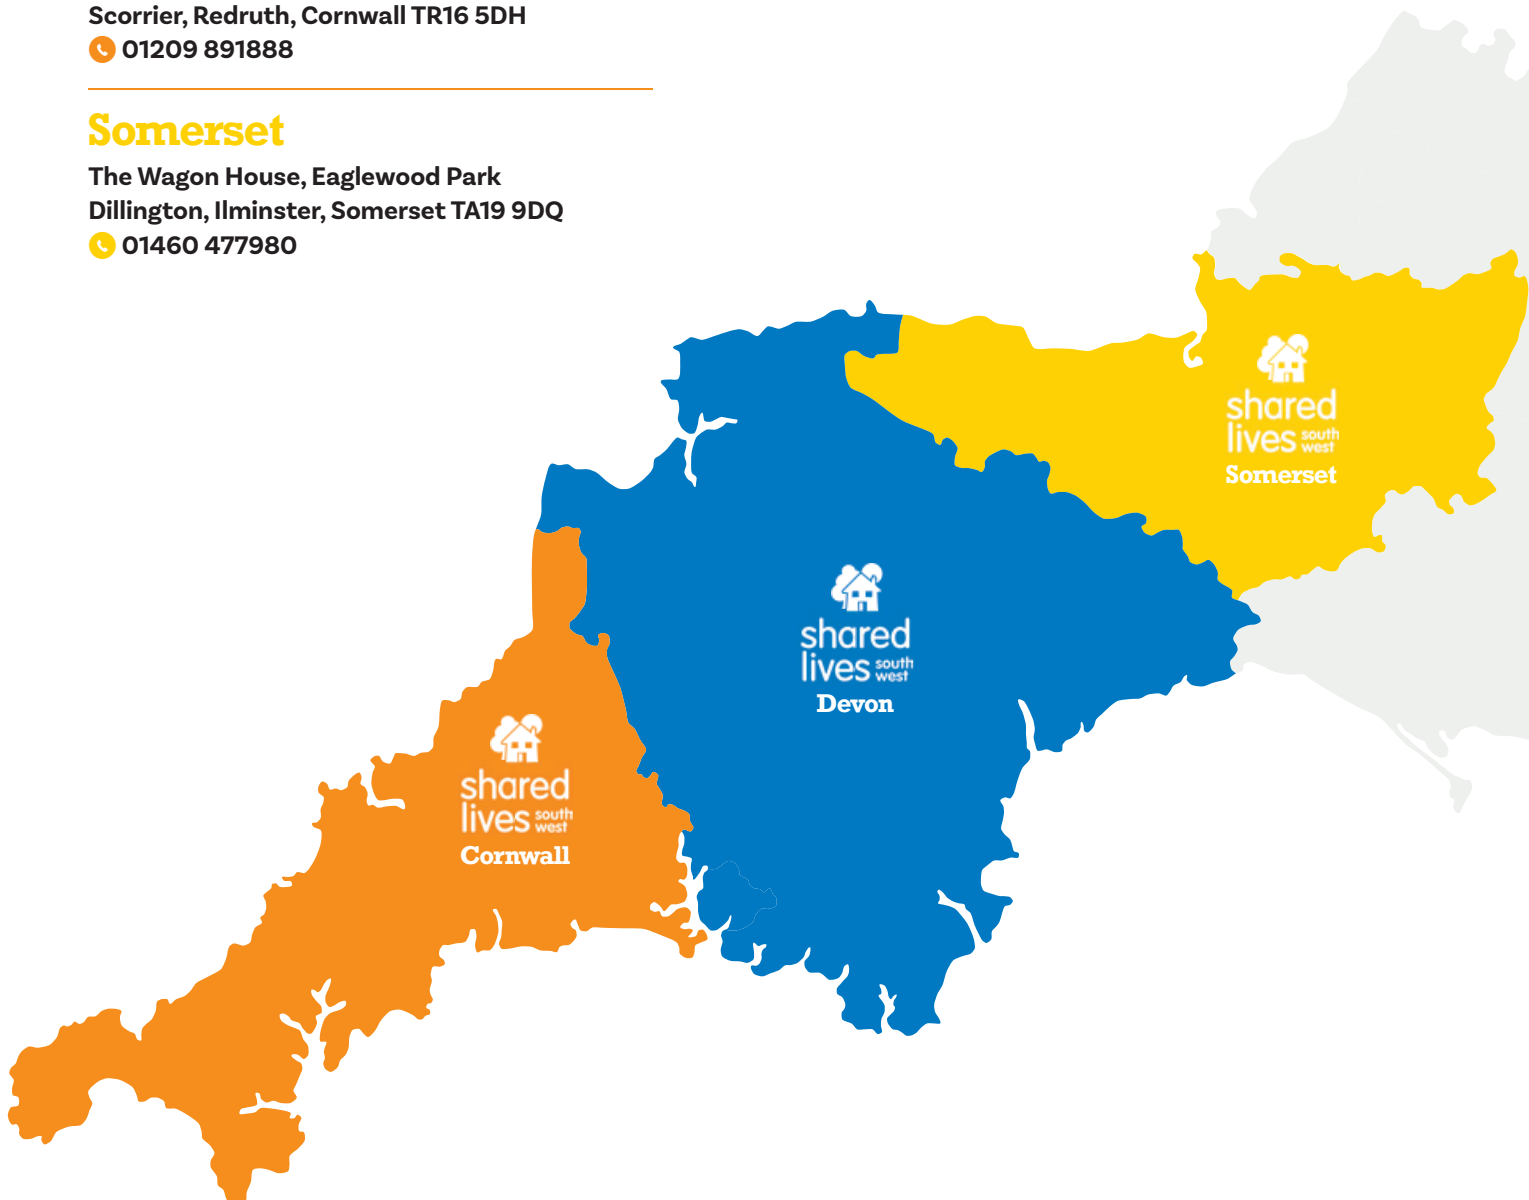 Scorrier, Redruth, Cornwall TR16 5DH
01209 891888
Somerset
The Wagon House, Eaglewood Park
Dillington, Ilminster, Somerset TA19 9DQ
01460 477980
shared
lives south west
Somerset
shared
lives south west
Devon
shared
lives south west
Cornwall